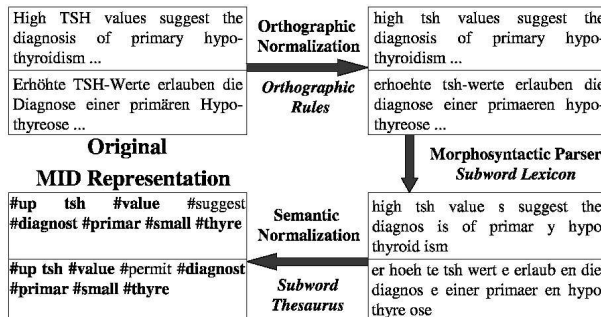 High TSH values suggest the
diagnosis of primary hypo-
thyroidism ...
Erhöhte TSH-Werte erlauben die
Diagnose einer primären Hypo-
thyreose ...
Original
Orthographic
Normalization
Orthographic
Rules
high tsh values suggest the
diagnosis of primary hypo-
thyroidism ...
erhoehte tsh-werte erlauben die
diagnose einer primaeren hypo-
thyreose ...
Morphosyntactic Parser
Subword Lexicon
high tsh value s suggest the
diagnos is of primar y hypo
thyroid ism
er hoeh te tsh wert e erlaub en die
diagnos e einer primaer en hypo
thyre ose
Semantic
Normalization
Subword
Thesaurus
MID Representation
#up tsh #value #suggest
#diagnost #primar #small #thyre
#up tsh #value #permit #diagnost
#primar #small #thyre